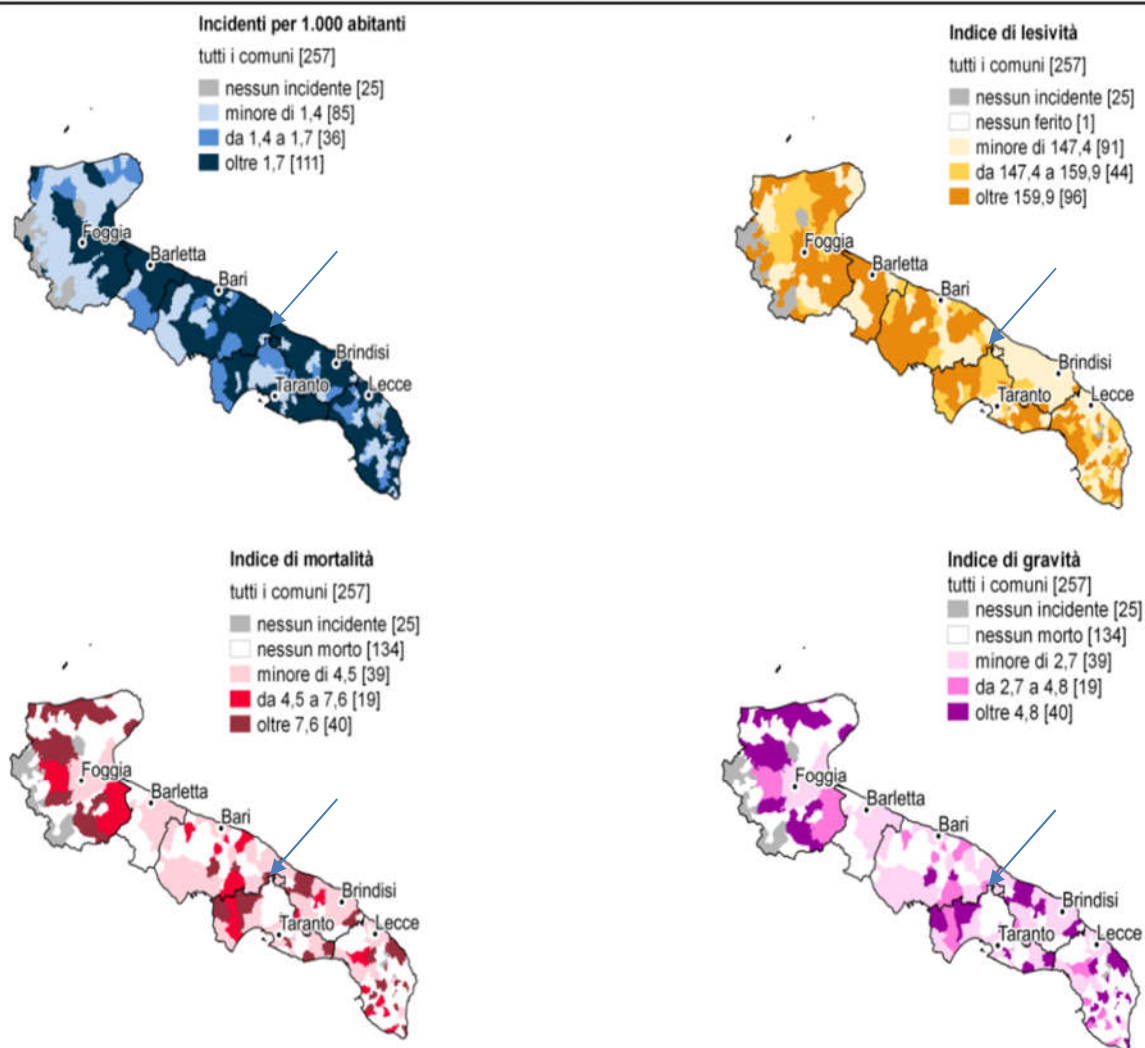 Incidenti per 1.000 abitanti
tutti i comuni [257]
nessun incidente [25]
minore di 1,4 [85]
da 1,4 a 1,7 [36]
oltre 1,7 [111]
Foggia
Barletta
Bari
Brindisi
Taranto
Lecce
Indice di lesività
tutti i comuni [257]
nessun incidente [25]
nessun ferito [1]
minore di 147,4 [91]
da 147,4 a 159,9 [44]
oltre 159,9 [96]
Foggia
Barletta
Bari
Brindisi
Taranto
Lecce
Indice di mortalità
tutti i comuni [257]
nessun incidente [25]
nessun morto [134]
minore di 4,5 [39]
da 4,5 a 7,6 [19]
oltre 7,6 [40]
Foggia
Barletta
Bari
Brindisi
Taranto
Lecce
Indice di gravità
tutti i comuni [257]
nessun incidente [25]
nessun morto [134]
minore di 2,7 [39]
da 2,7 a 4,8 [19]
oltre 4,8 [40]
Foggia
Barletta
Bari
Brindisi
Taranto
Lecce